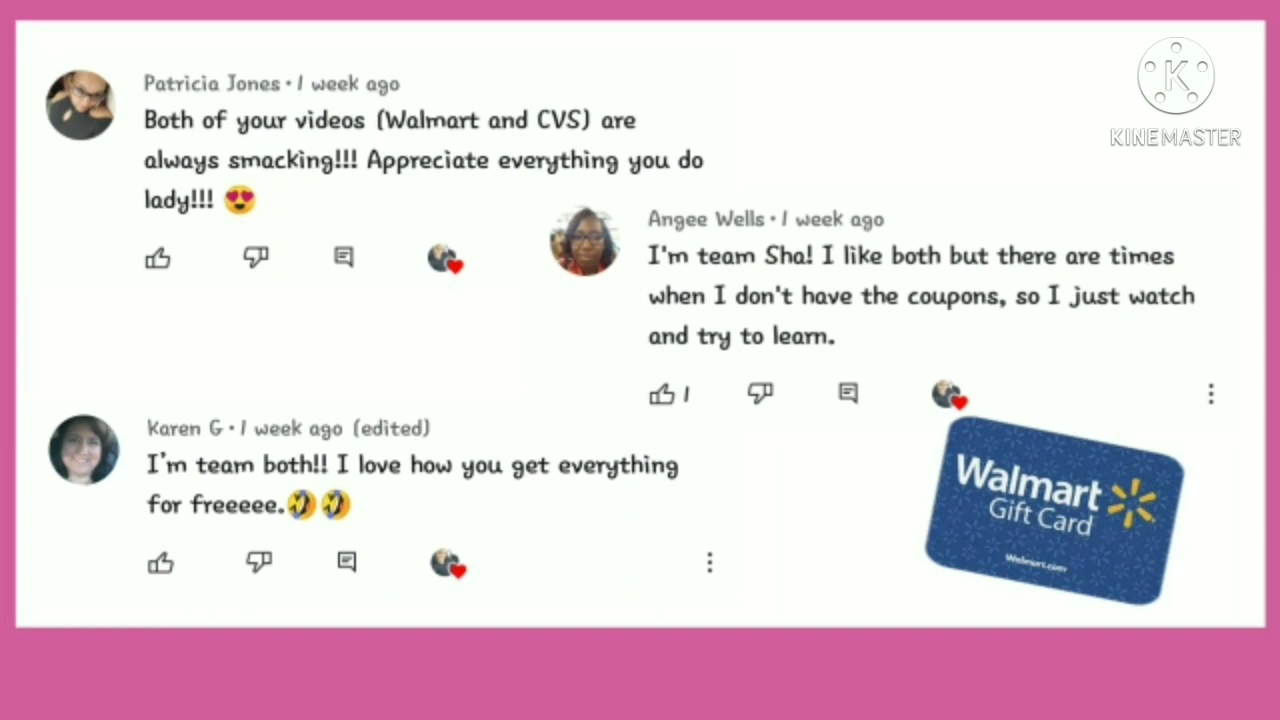 Patricia Jones • 1 week ago
Both of your videos (Walmart and CVS) are
always smacking!!! Appreciate everything you do
lady!!! 😍
KINEMASTER
Angee Wells • 1 week ago
I'm team Sha! I like both but there are times
when I don't have the coupons, so I just watch
and try to learn.
1
Karen G • 1 week ago (edited)
I'm team both!! I love how you get everything
for freeeee.🤣🤣
Walmart
Gift Card
Walmart.com